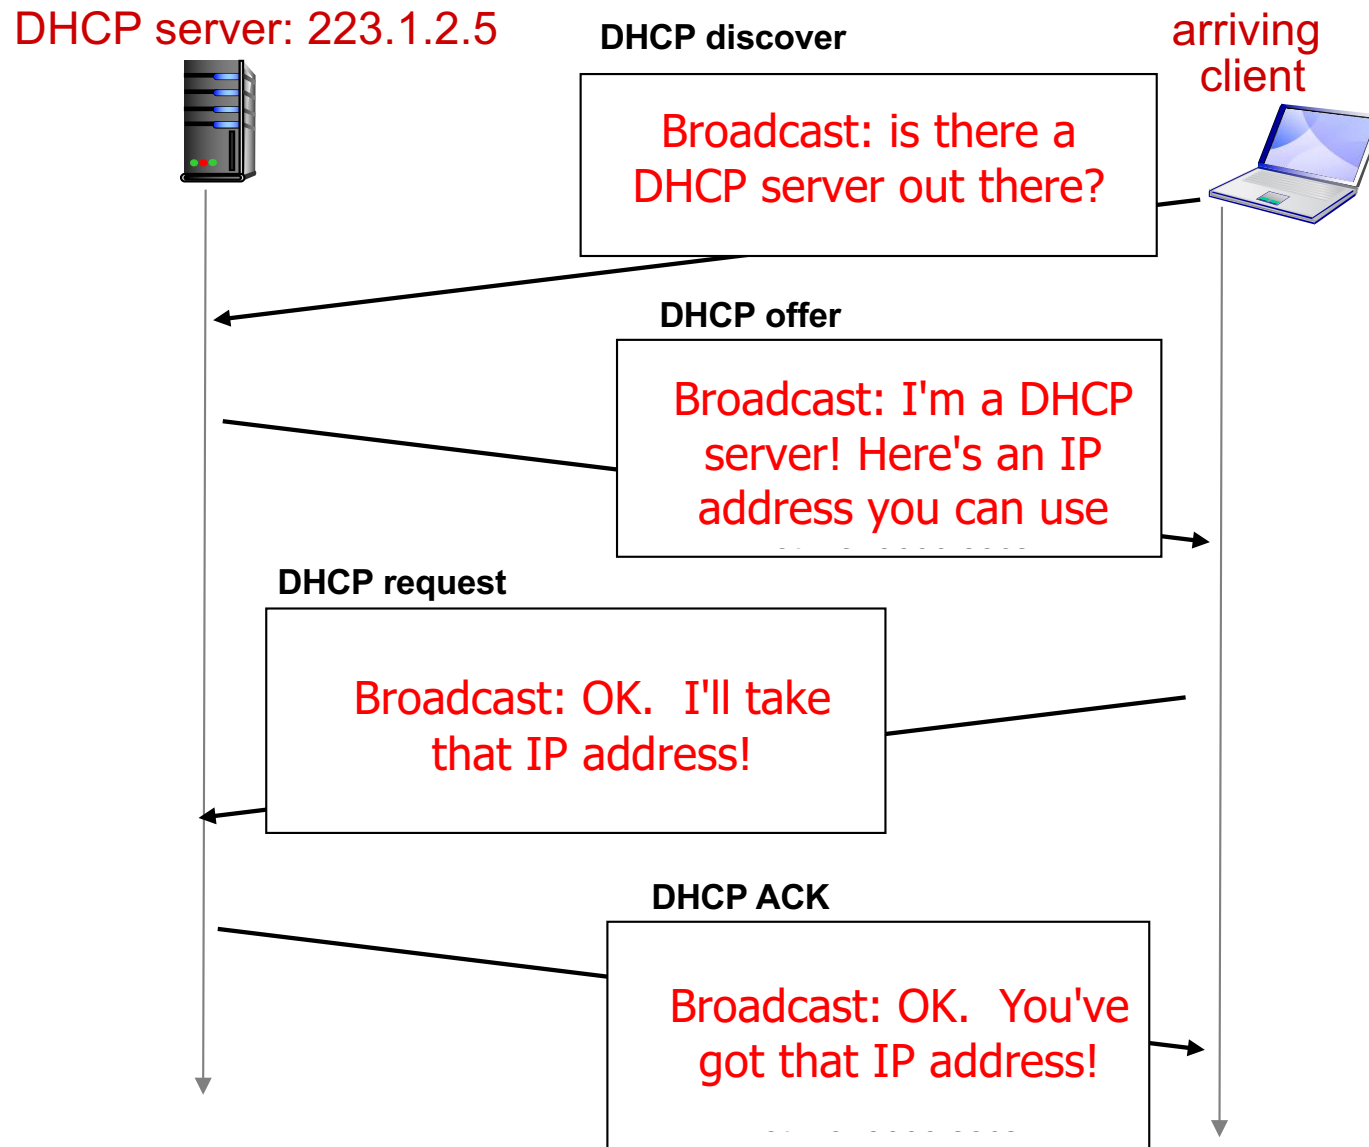 DHCP server: 223.1.2.5
DHCP discover
arriving
client
Broadcast: is there a
DHCP server out there?
DHCP offer
Broadcast: I'm a DHCP
server! Here's an IP
address you can use
DHCP request
Broadcast: OK.  I'll take
that IP address!
DHCP ACK
Broadcast: OK.  You've
got that IP address!